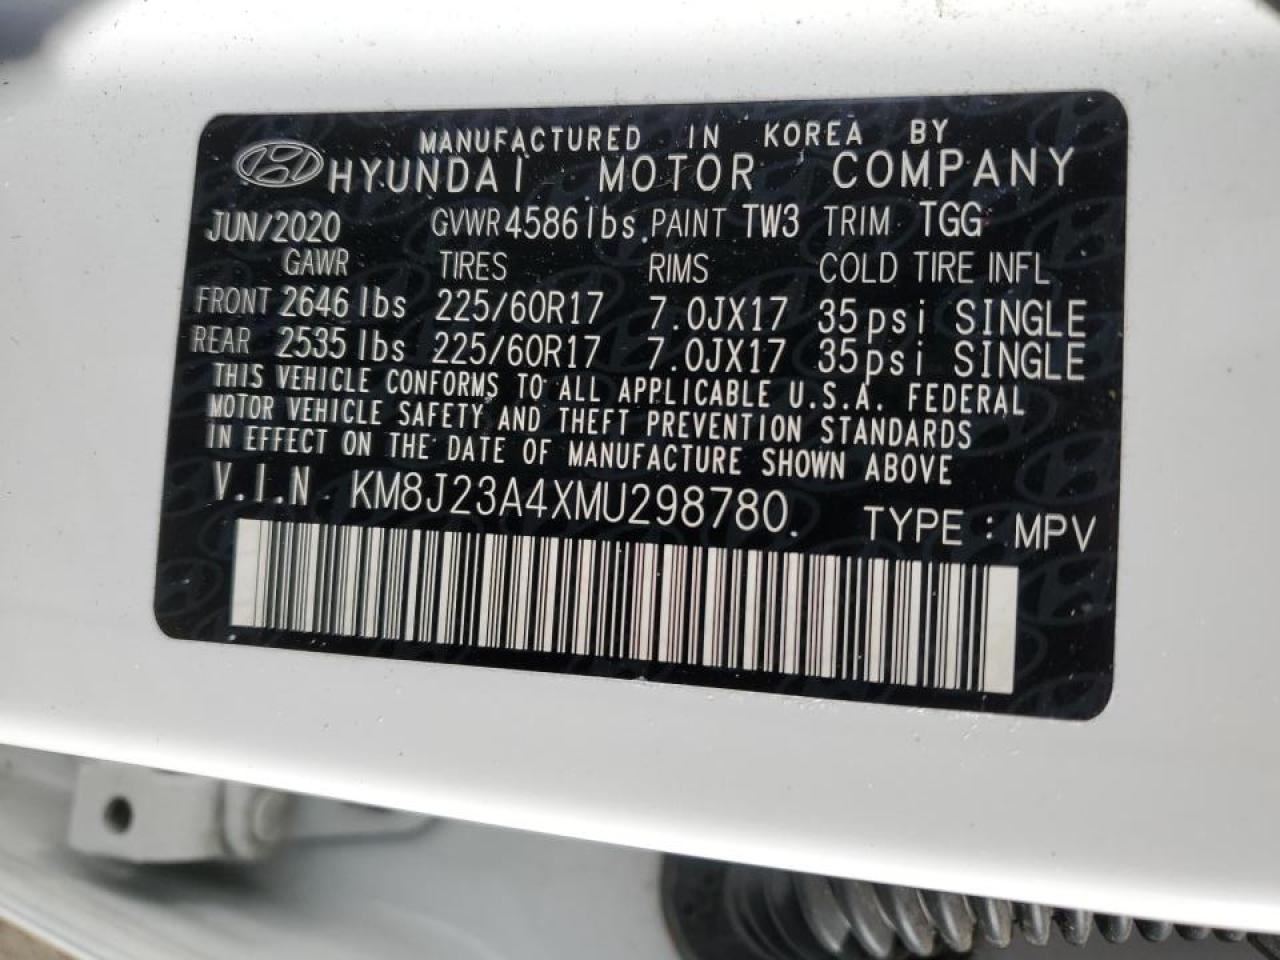 MANUFACTURED IN KOREA BY
HYUNDAI MOTOR COMPANY
JUN/2020 GVWR 4586 lbs. PAINT TW3 TRIM TGG
GAWR TIRES RIMS COLD TIRE INFL
FRONT 2646 lbs 225/60R17 7.0JX17 35psi SINGLE
REAR 2535 lbs 225/60R17 7.0JX17 35psi SINGLE
THIS VEHICLE CONFORMS TO ALL APPLICABLE U.S.A. FEDERAL
MOTOR VEHICLE SAFETY AND THEFT PREVENTION STANDARDS
IN EFFECT ON THE DATE OF MANUFACTURE SHOWN ABOVE
V.I.N KM8J23A4XMU298780. TYPE : MPV